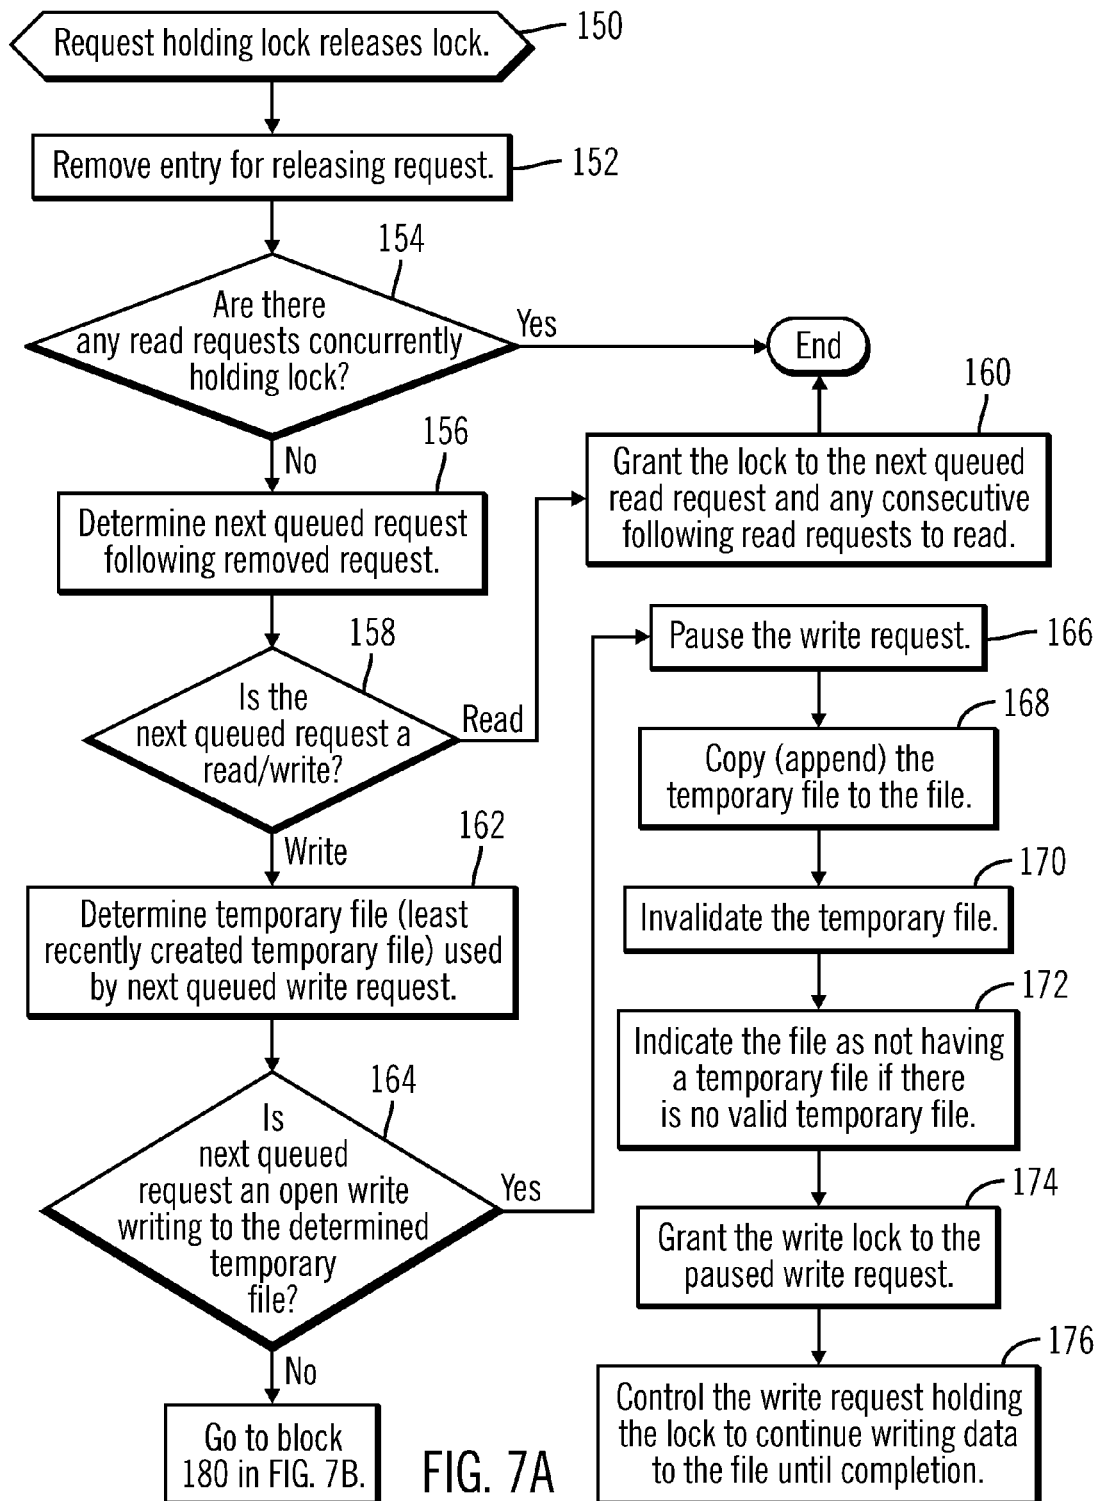 Request holding lock releases lock.
150
Remove entry for releasing request.
152
154
Are there
any read requests concurrently
holding lock?
Yes
End
No
156
Determine next queued request
following removed request.
160
Grant the lock to the next queued
read request and any consecutive
following read requests to read.
158
Is the
next queued request a
read/write?
Read
Write
162
Determine temporary file (least
recently created temporary file) used
by next queued write request.
164
Is
next queued
request an open write
writing to the determined
temporary
file?
Yes
No
Go to block
180 in FIG. 7B.
Pause the write request.
166
168
Copy (append) the
temporary file to the file.
170
Invalidate the temporary file.
172
Indicate the file as not having
a temporary file if there
is no valid temporary file.
174
Grant the write lock to the
paused write request.
176
Control the write request holding
the lock to continue writing data
to the file until completion.
FIG. 7A